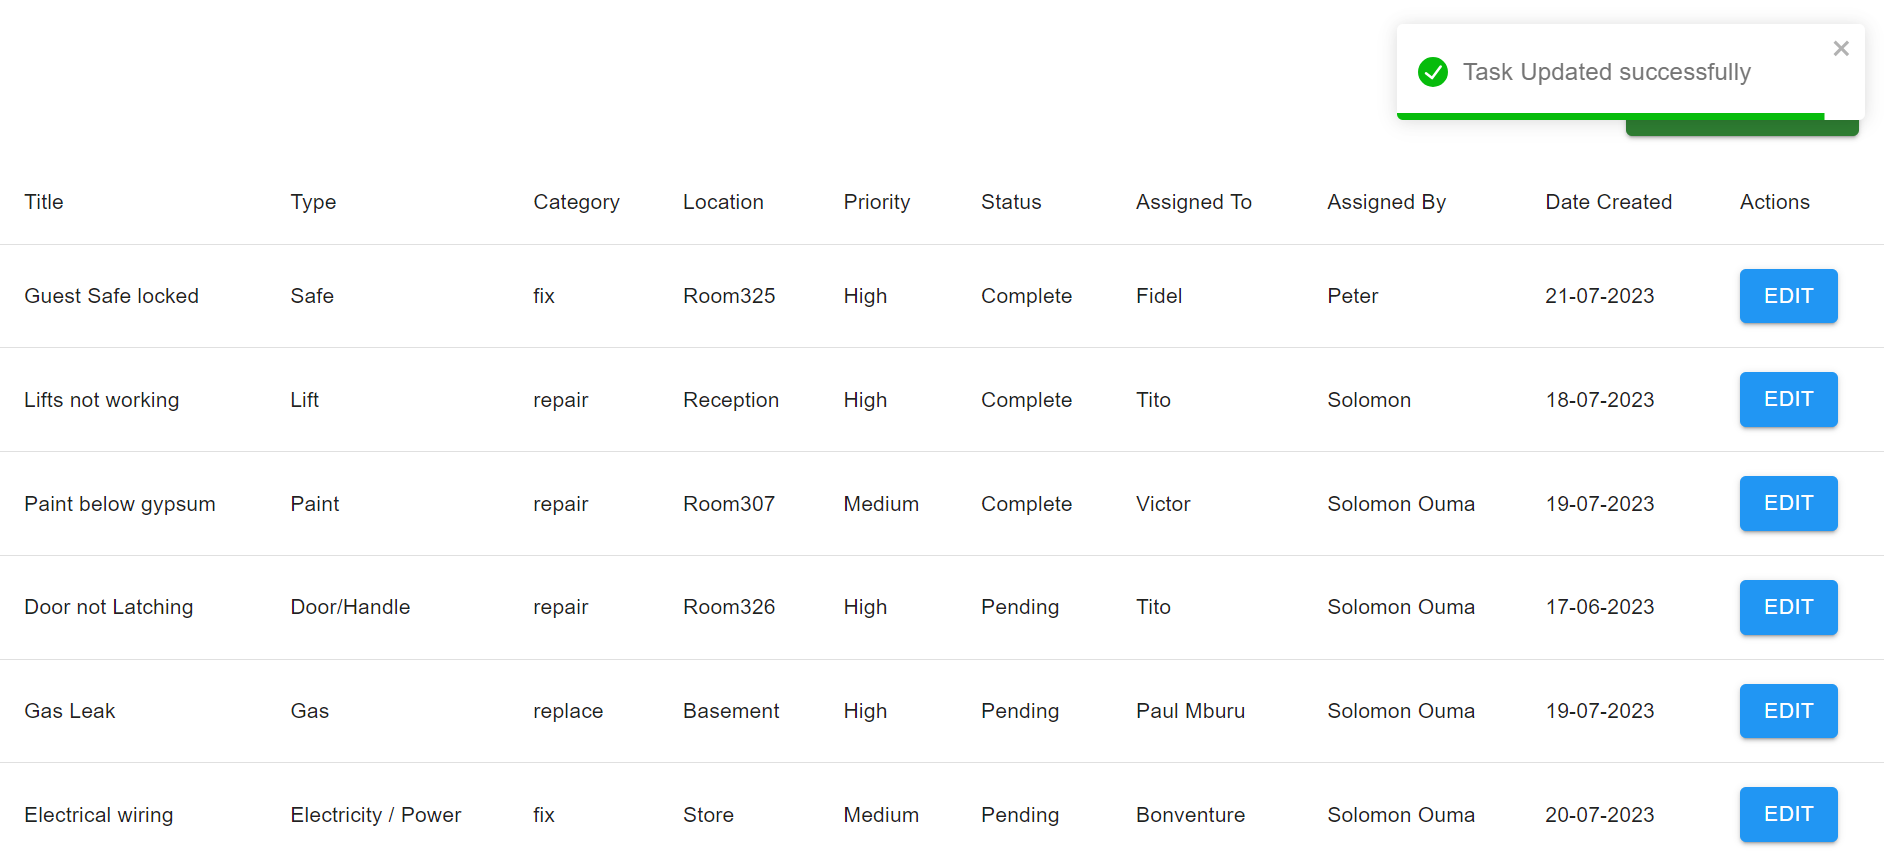 Task Updated successfully
Title Type Category Location Priority Status Assigned To Assigned By Date Created Actions
Guest Safe locked Safe fix Room325 High Complete Fidel Peter 21-07-2023 EDIT
Lifts not working Lift repair Reception High Complete Tito Solomon 18-07-2023 EDIT
Paint below gypsum Paint repair Room307 Medium Complete Victor Solomon Ouma 19-07-2023 EDIT
Door not Latching Door/Handle repair Room326 High Pending Tito Solomon Ouma 17-06-2023 EDIT
Gas Leak Gas replace Basement High Pending Paul Mburu Solomon Ouma 19-07-2023 EDIT
Electrical wiring Electricity / Power fix Store Medium Pending Bonventure Solomon Ouma 20-07-2023 EDIT